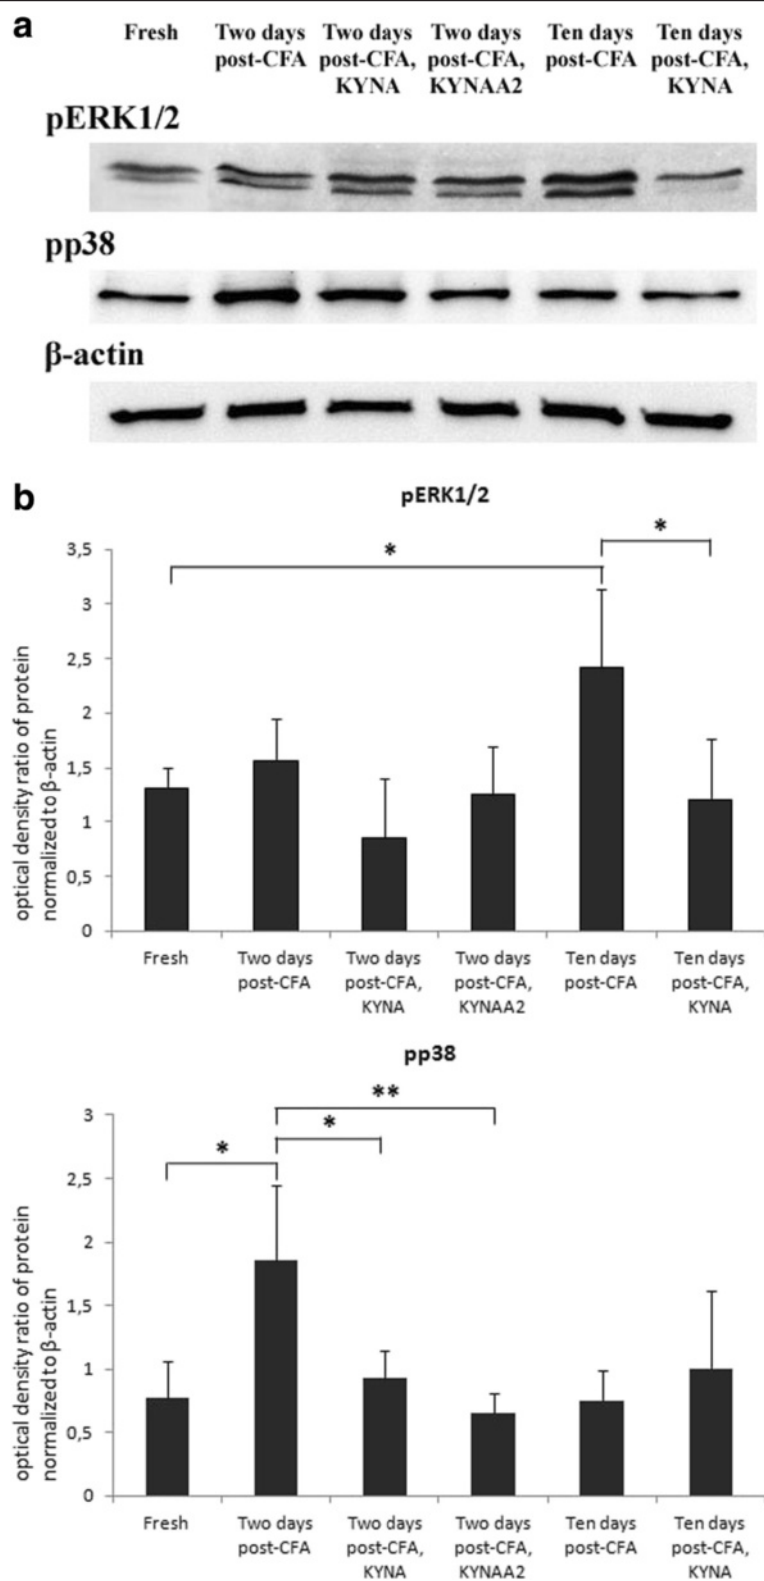 a
Fresh Two days Two days Two days Ten days Ten days
post-CFA post-CFA, post-CFA, post-CFA post-CFA,
KYNA KYNAA2 KYNA
pERK1/2
pp38
β-actin
b
pERK1/2
*
*
optical density ratio of protein
normalized to β-actin
3,5
3
2,5
2
1,5
1
0,5
0
Fresh Two days Two days Two days Ten days Ten days
post-CFA post-CFA, post-CFA, post-CFA post-CFA,
KYNA KYNAA2 KYNA
pp38
**
*
*
optical density ratio of protein
normalized to β-actin
3
2,5
2
1,5
1
0,5
0
Fresh Two days Two days Two days Ten days Ten days
post-CFA post-CFA, post-CFA, post-CFA post-CFA,
KYNA KYNAA2 KYNA